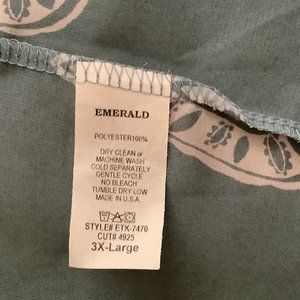 EMERALD
POLYESTER100%
DRY CLEAN or
MACHINE WASH
COLD SEPARATELY
GENTLE CYCLE
NO BLEACH
TUMBLE DRY LOW
MADE IN U.S.A.
STYLE# ETK-7470
CUT# 4925
3X-Large